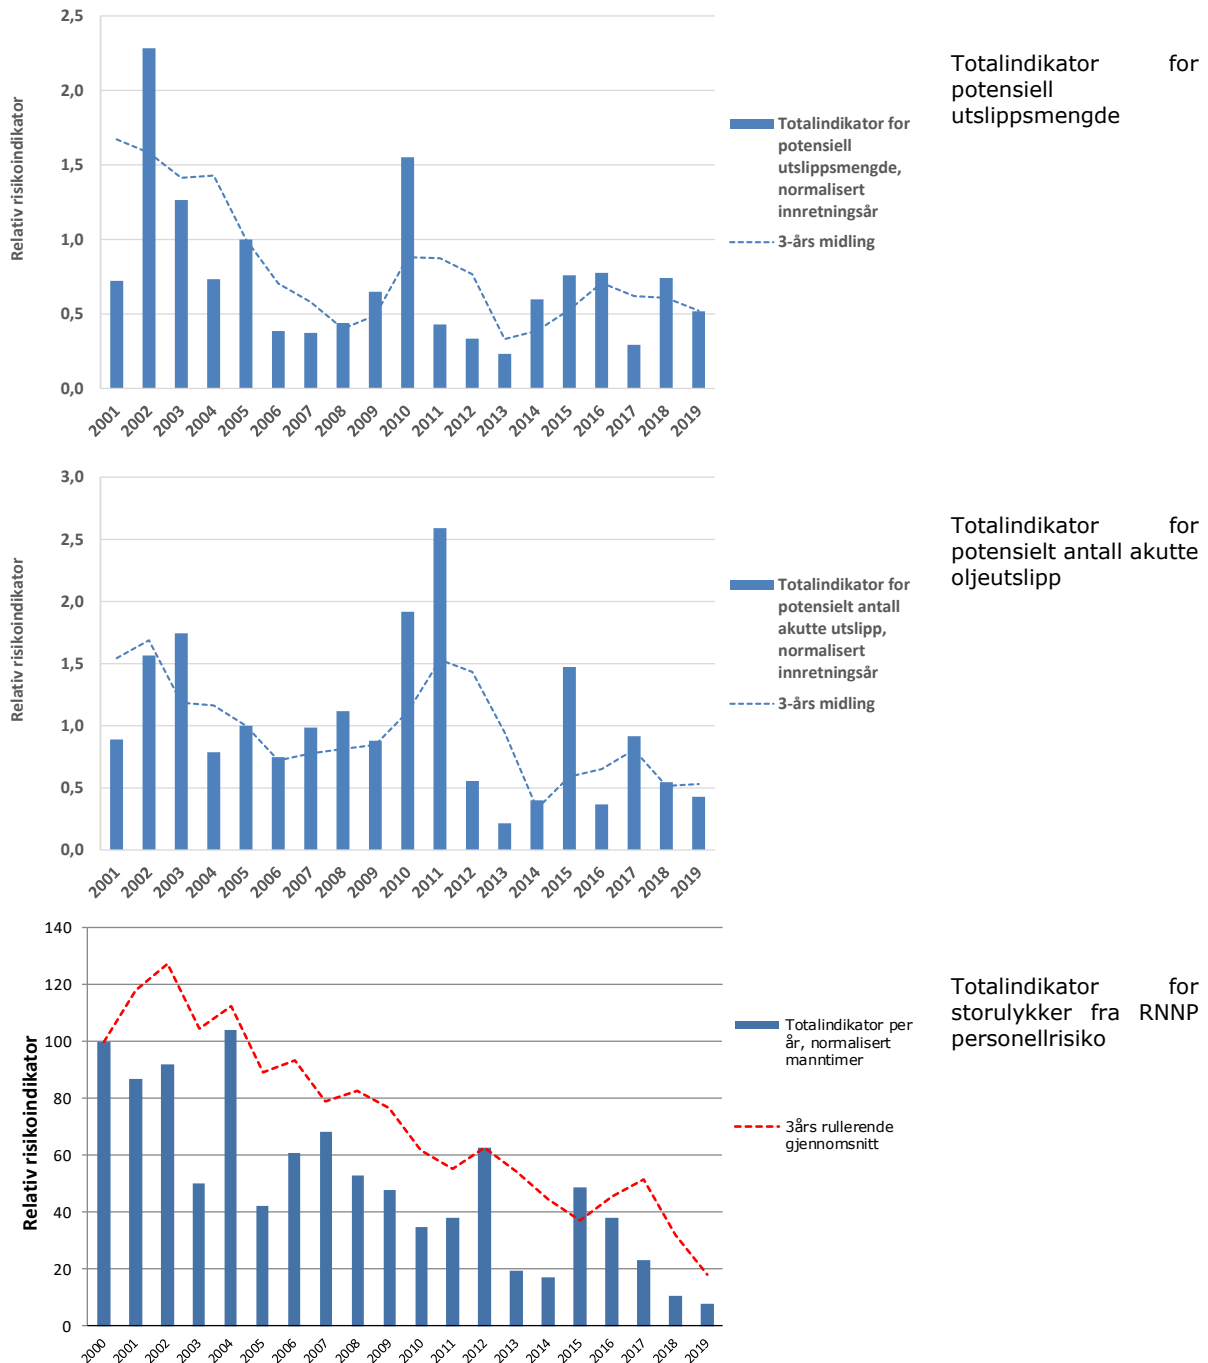 2,5
2,0
1,5
1,0
0,5
0,0
Relativ risikoindikator
2001 2002 2003 2004 2005 2006 2007 2008 2009 2010 2011 2012 2013 2014 2015 2016 2017 2018 2019
Totalindikator for
potensiell
utslippsmengde,
normalisert
innretningsår
3-års midling
Totalindikator for
potensiell
utslippsmengde
3,0
2,5
2,0
1,5
1,0
0,5
0,0
Relativ risikoindikator
2001 2002 2003 2004 2005 2006 2007 2008 2009 2010 2011 2012 2013 2014 2015 2016 2017 2018 2019
Totalindikator for
potensielt antall
akutte utslipp,
normalisert
innretningsår
3-års midling
Totalindikator for
potensielt antall akutte
oljeutslipp
140
120
100
80
60
40
20
0
Relativ risikoindikator
2000 2001 2002 2003 2004 2005 2006 2007 2008 2009 2010 2011 2012 2013 2014 2015 2016 2017 2018 2019
Totalindikator per
år, normalisert
manntimer
3års rullerende
gjennomsnitt
Totalindikator for
storulykker fra RNNP
personellrisiko